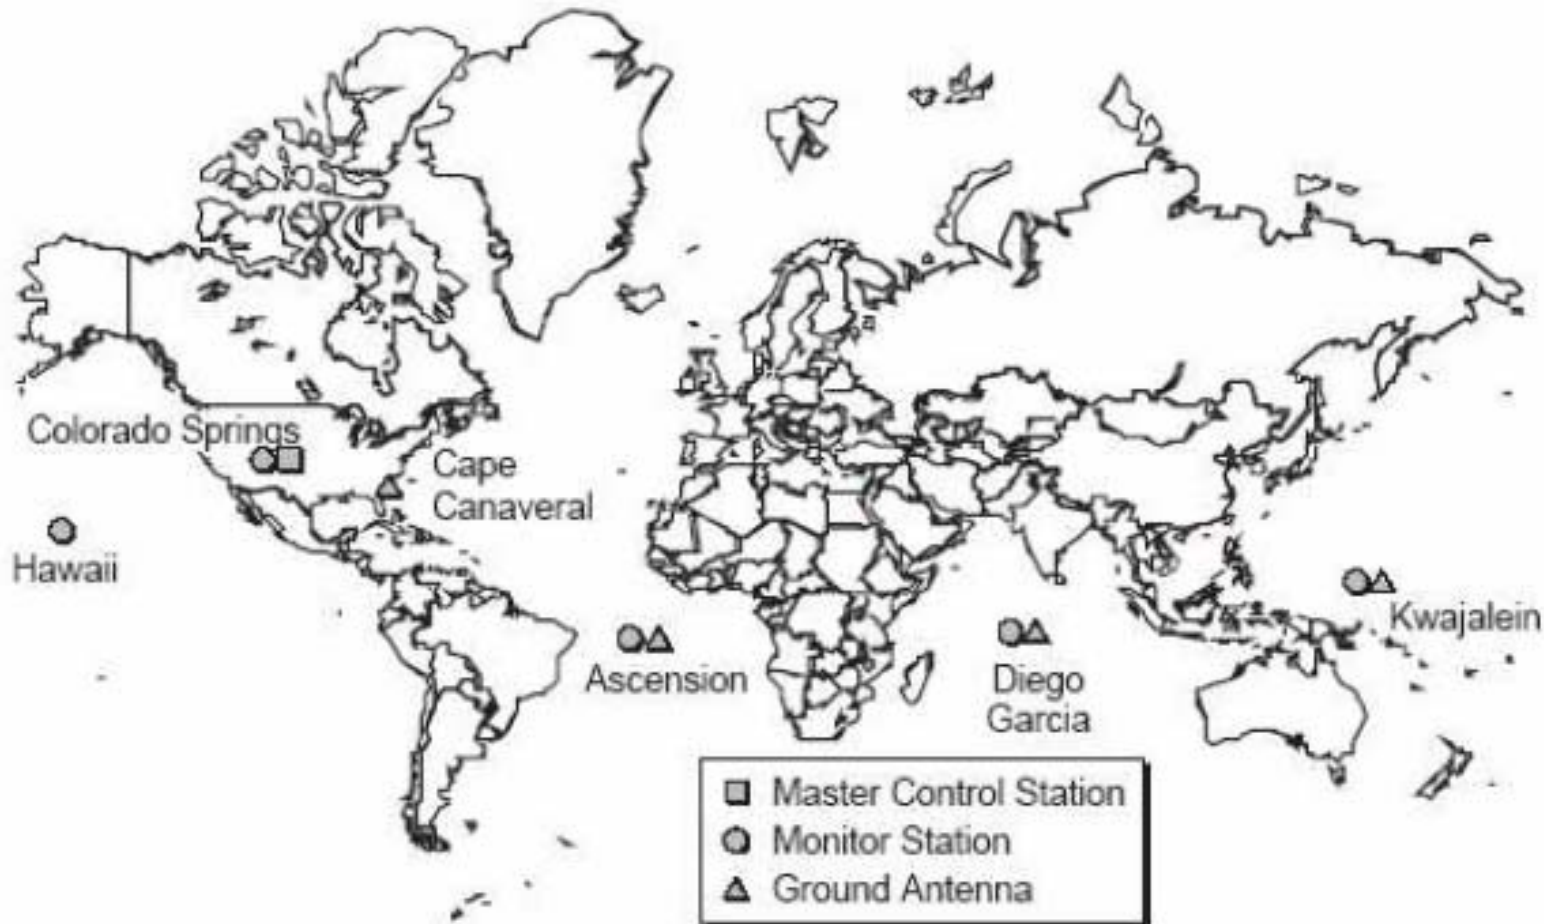 Colorado Springs
Cape
Canaveral
Hawaii
Kwajalein
Ascension
Diego
Garcia
Master Control Station
Monitor Station
Ground Antenna